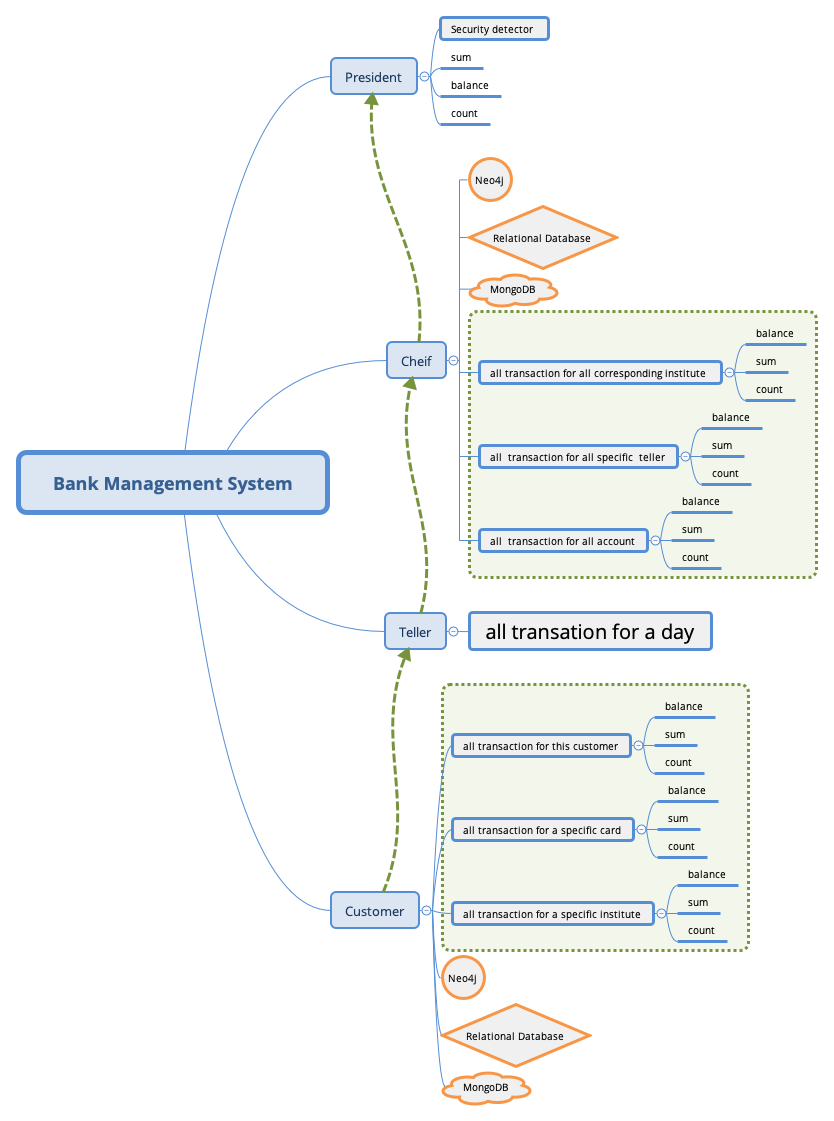 Security detector
sum
President
balance
count
Neo4J
Relational Database
MongoDB
balance
Cheif
sum
all transaction for all corresponding institute
count
balance
sum
all  transaction for all specific  teller
count
Bank Management System
balance
sum
all  transaction for all account
count
Teller
all transation for a day
balance
sum
all transaction for this customer
count
balance
sum
all transaction for a specific card
count
balance
sum
Customer
all transaction for a specific institute
count
Neo4J
Relational Database
MongoDB